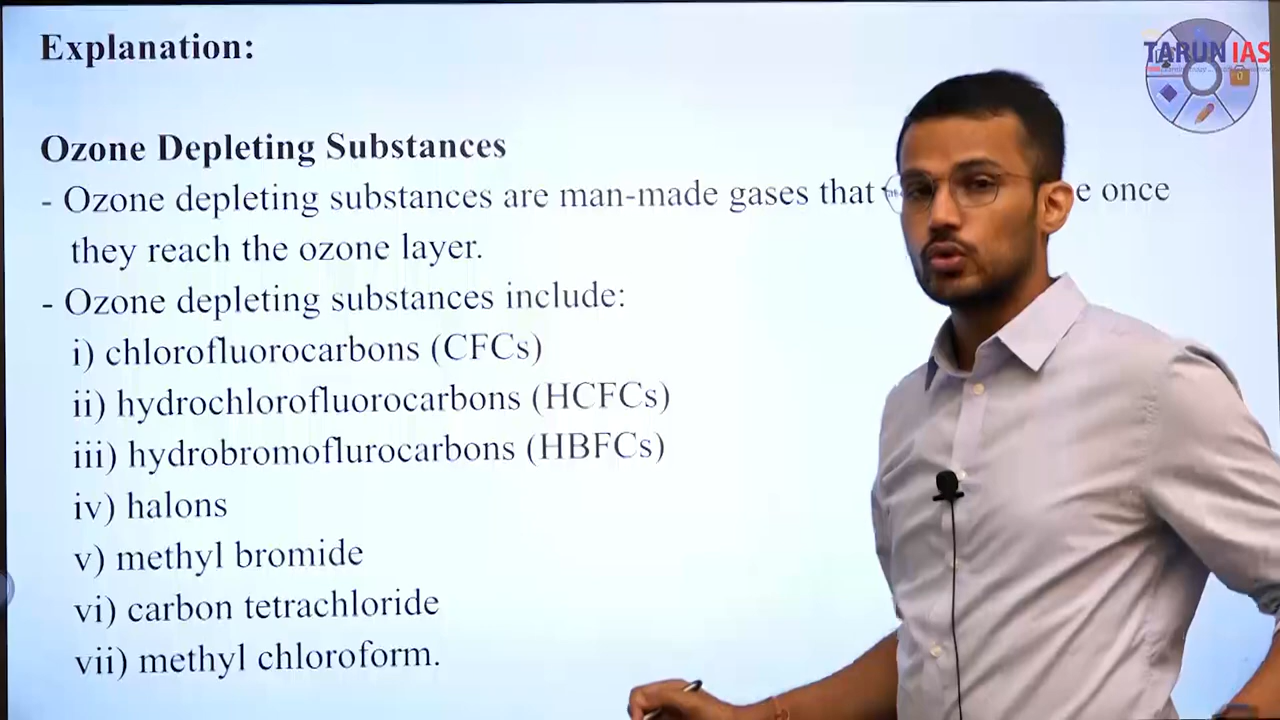 Explanation:
TARUN IAS
Ozone Depleting Substances
- Ozone depleting substances are man-made gases that e once
they reach the ozone layer.
- Ozone depleting substances include:
i) chlorofluorocarbons (CFCs)
ii) hydrochlorofluorocarbons (HCFCs)
iii) hydrobromoflurocarbons (HBFCs)
iv) halons
v) methyl bromide
vi) carbon tetrachloride
vii) methyl chloroform.